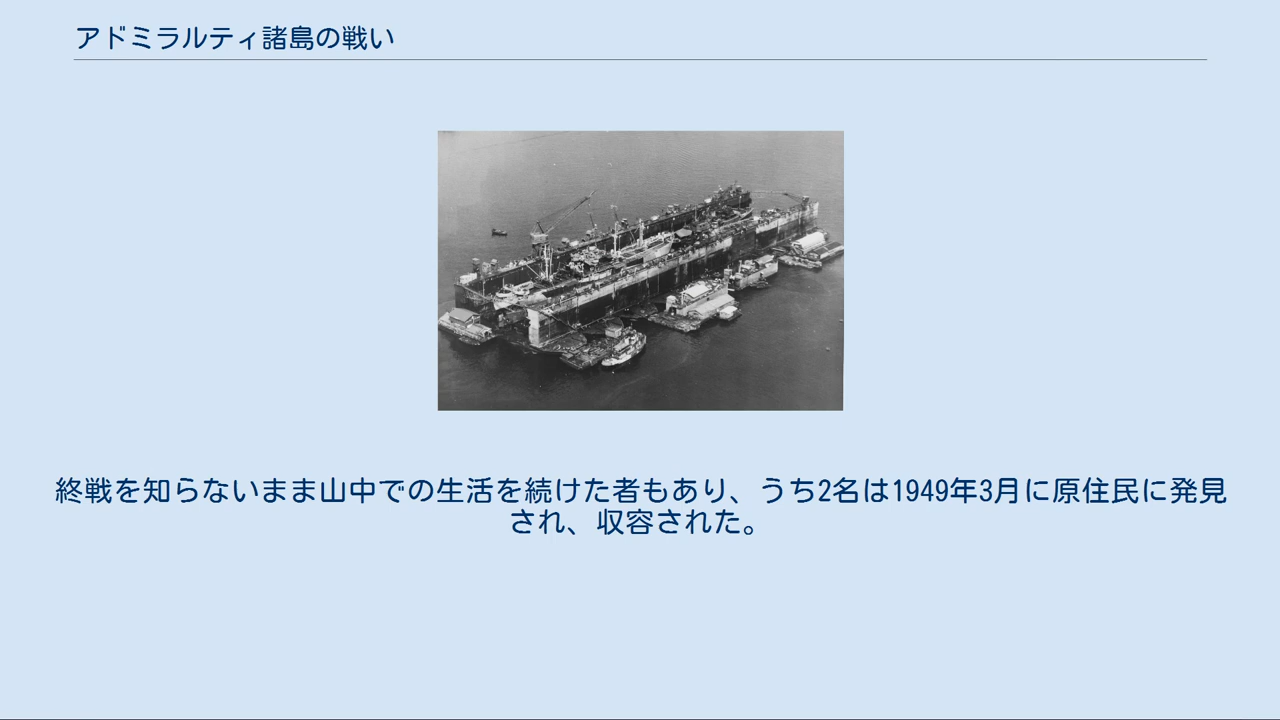 アドミラルティ諸島の戦い
終戦を知らないまま山中での生活を続けた者もあり、うち2名は1949年3月に原住民に発見
され、収容された。